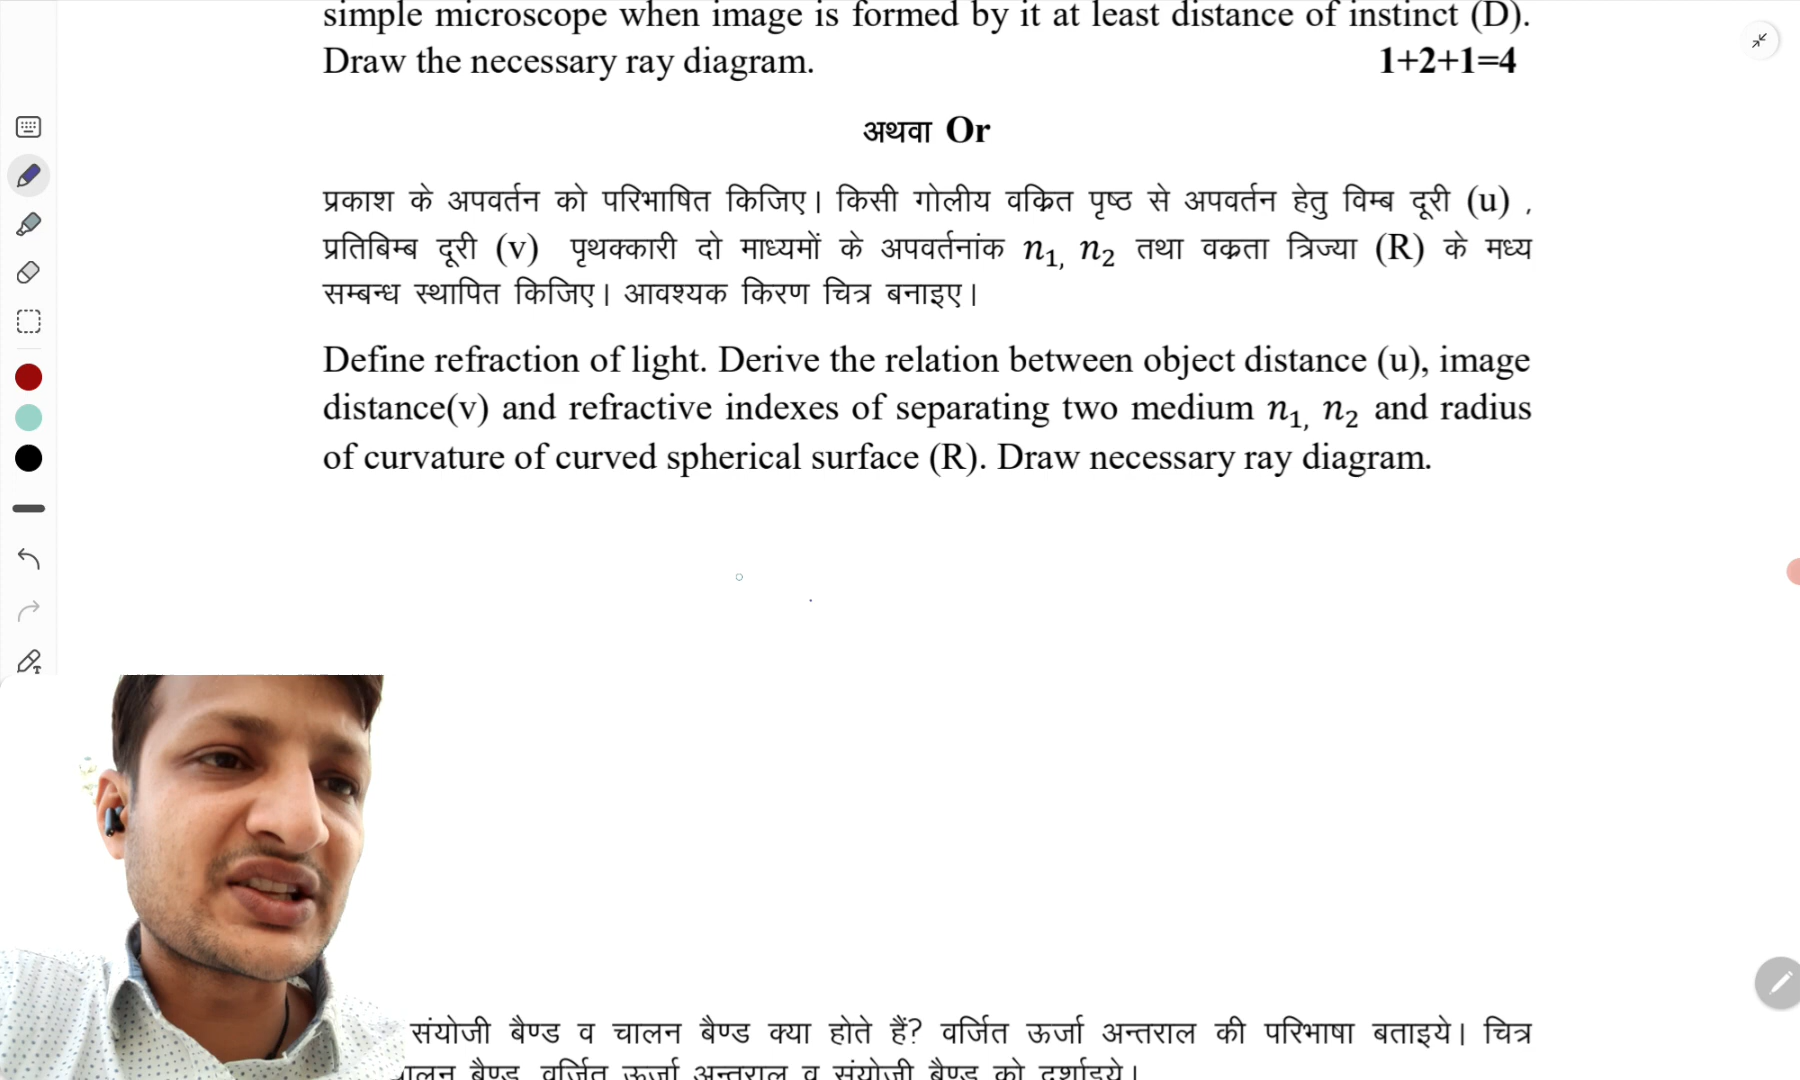 simple microscope when image is formed by it at least distance of instinct (D).
Draw the necessary ray diagram. 1+2+1=4
अथवा Or
प्रकाश के अपवर्तन को परिभाषित किजिए। किसी गोलीय वक्रित पृष्ठ से अपवर्तन हेतु विम्ब दूरी (u) ,
प्रतिबिम्ब दूरी (v) पृथक्कारी दो माध्यमों के अपवर्तनांक n₁, n₂ तथा वक्रता त्रिज्या (R) के मध्य
सम्बन्ध स्थापित किजिए। आवश्यक किरण चित्र बनाइए।
Define refraction of light. Derive the relation between object distance (u), image
distance(v) and refractive indexes of separating two medium n₁, n₂ and radius
of curvature of curved spherical surface (R). Draw necessary ray diagram.
संयोजी बैण्ड व चालन बैण्ड क्या होते हैं? वर्जित ऊर्जा अन्तराल की परिभाषा बताइये। चित्र
बैण्ड, वर्जित ऊर्जा अन्तराल व संयोजी बैण्ड को दर्शाइये।